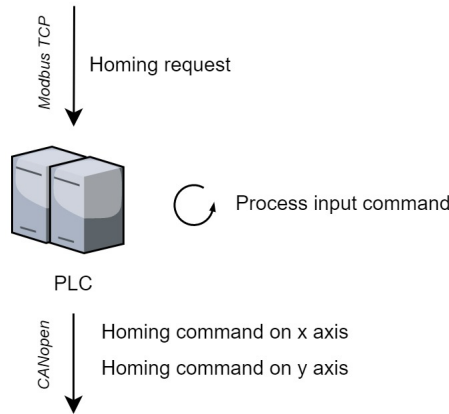 Modbus TCP
Homing request
Process input command
PLC
CANopen
Homing command on x axis
Homing command on y axis